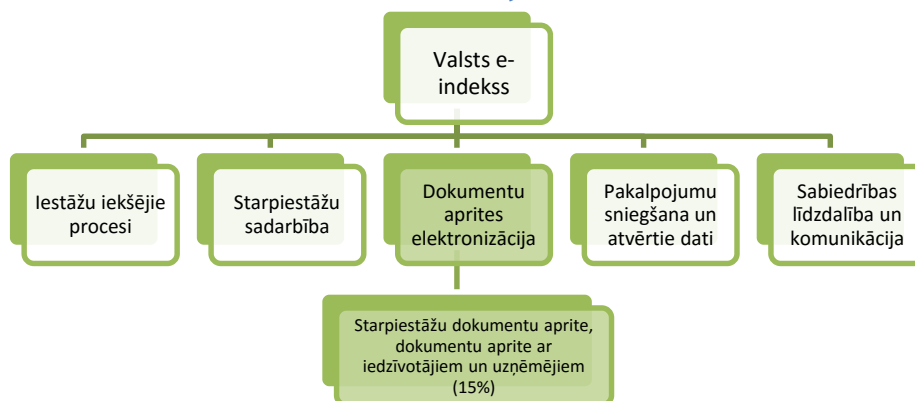 Valsts e-
indekss
Iestāžu iekšējie
procesi
Starpiestāžu
sadarbība
Dokumentu
aprites
elektronizācija
Pakalpojumu
sniegšana un
atvērtie dati
Sabiedrības
līdzdalība un
komunikācija
Starpiestāžu dokumentu aprite,
dokumentu aprite ar
iedzīvotājiem un uzņēmējiem
(15%)